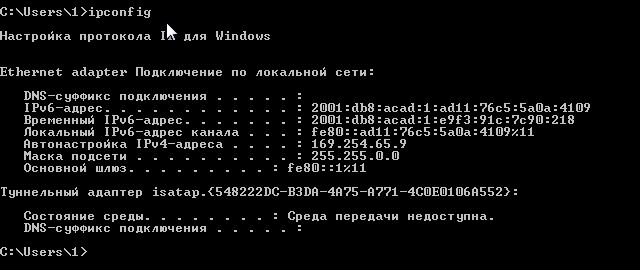 C:\Users\1>ipconfig
Настройка протокола IP для Windows
Ethernet adapter Подключение по локальной сети:
DNS-суффикс подключения . . . . . :
IPv6-адрес. . . . . . . . . . . . : 2001:db8:acad:1:ad11:76c5:5a0a:4109
Временный IPv6-адрес. . . . . . . : 2001:db8:acad:1:e9f3:91c:7c90:218
Локальный IPv6-адрес канала . . . : fe80::ad11:76c5:5a0a:4109%11
Автонастройка IPv4-адреса . . . . : 169.254.65.9
Маска подсети . . . . . . . . . . : 255.255.0.0
Основной шлюз. . . . . . . . . : fe80::1%11
Туннельный адаптер isatap.{548222DC-B3DA-4A75-A771-4C0E0106A552}:
Состояние среды. . . . . . . . : Среда передачи недоступна.
DNS-суффикс подключения . . . . . :
C:\Users\1>